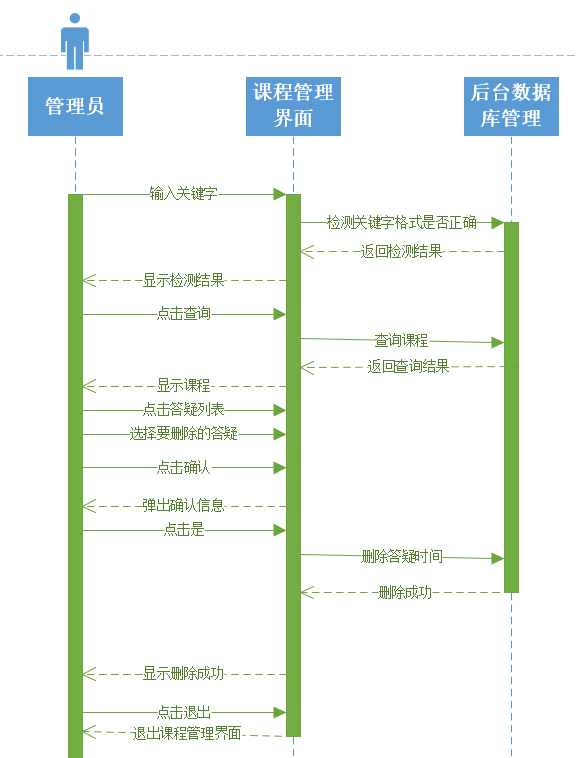 管理员
课程管理
界面
后台数据
库管理
输入关键字
检测关键字格式是否正确
返回检测结果
显示检测结果
点击查询
查询课程
返回查询结果
显示课程
点击答疑列表
选择要删除的答疑
点击确认
弹出确认信息
点击是
删除答疑时间
删除成功
显示删除成功
点击退出
退出课程管理界面